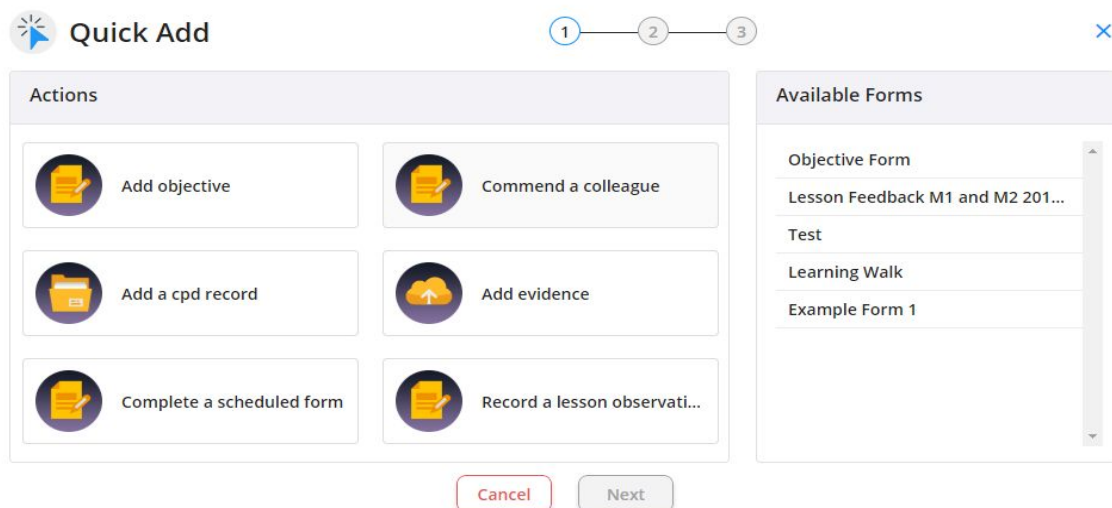 Quick Add
1
2
3
Actions
Add objective
Commend a colleague
Add a cpd record
Add evidence
Complete a scheduled form
Record a lesson observati...
Available Forms
Objective Form
Lesson Feedback M1 and M2 201...
Test
Learning Walk
Example Form 1
Cancel
Next